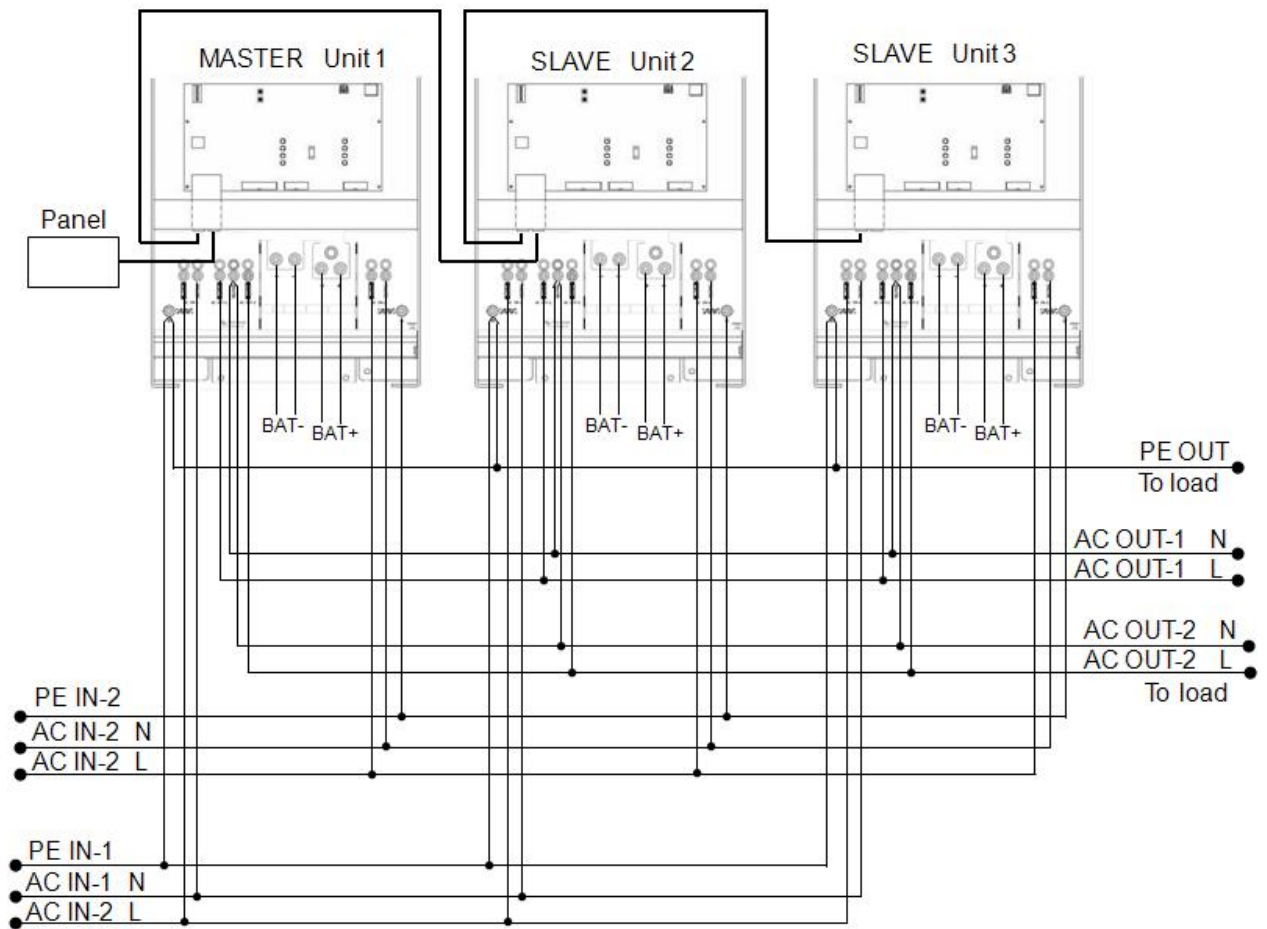 MASTER Unit 1
SLAVE Unit 2
SLAVE Unit 3
Panel
BAT- BAT+
BAT- BAT+
BAT- BAT+
PE OUT
To load
AC OUT-1 N
AC OUT-1 L
AC OUT-2 N
AC OUT-2 L
To load
PE IN-2
AC IN-2 N
AC IN-2 L
PE IN-1
AC IN-1 N
AC IN-2 L